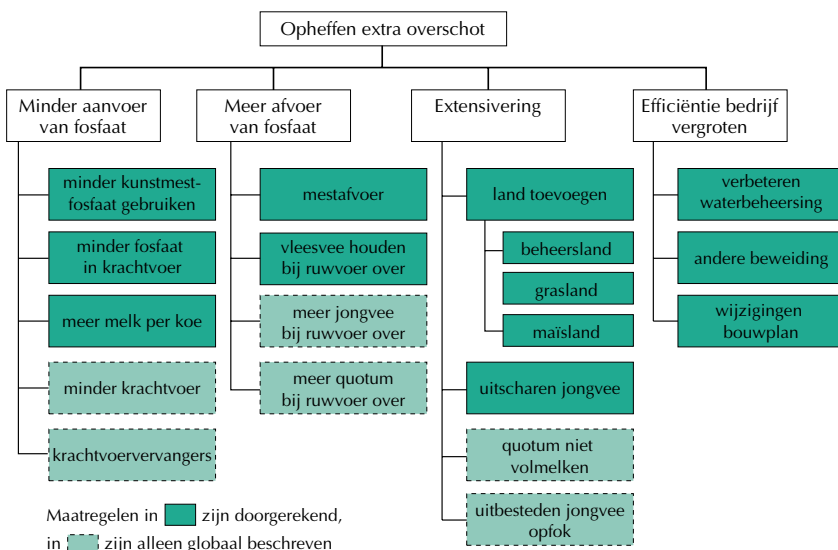 Opheffen extra overschot
Minder aanvoer
van fosfaat
minder kunstmest-
fosfaat gebruiken
minder fosfaat
in krachtvoer
meer melk per koe
minder krachtvoer
krachtvoervervangers
Meer afvoer
van fosfaat
mestafvoer
vleesvee houden
bij ruwvoer over
meer jongvee
bij ruwvoer over
meer quotum
bij ruwvoer over
Extensivering
land toevoegen
beheersland
grasland
maïsland
uitscharen jongvee
quotum niet
volmelken
uitbesteden jongvee
opfok
Efficiëntie bedrijf
vergroten
verbeteren
waterbeheersing
andere beweiding
wijzigingen
bouwplan
Maatregelen in zijn doorgerekend,
in zijn alleen globaal beschreven